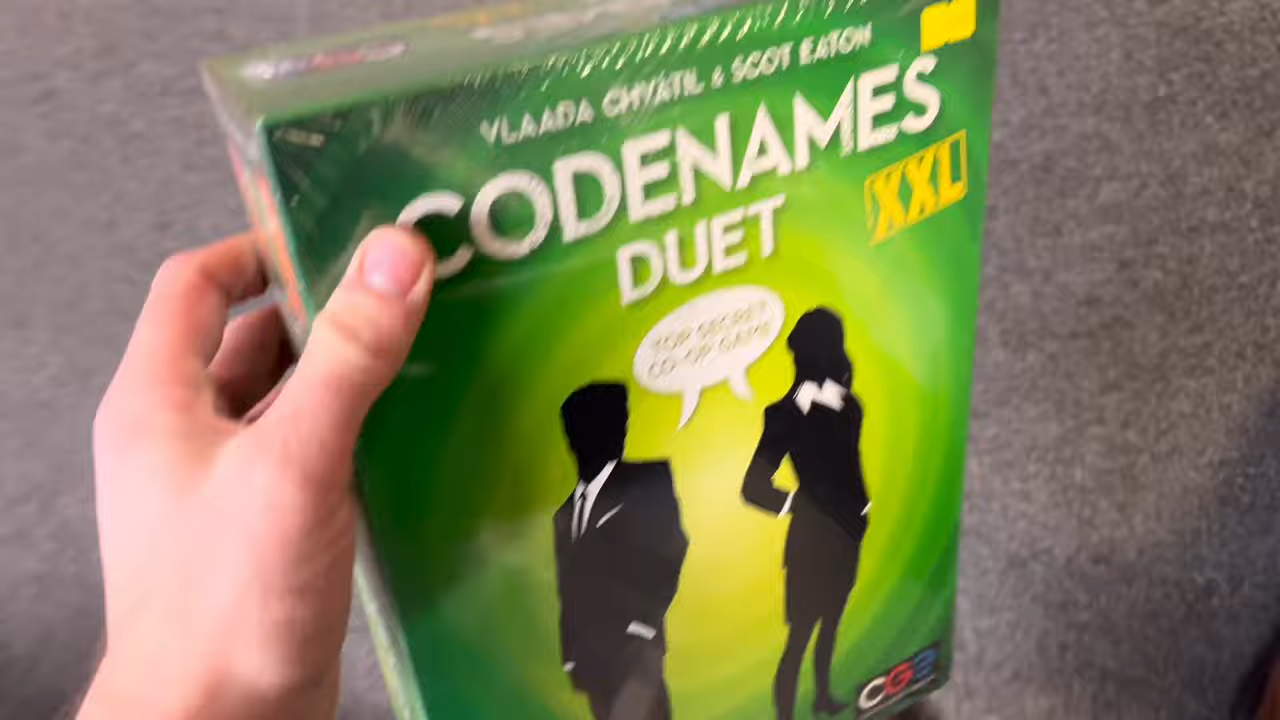 VLAADA CHVÁTIL & SCOT EATON
CODENAMES
XXL
DUET
TOP SECRET
CO-OP GAME
CGE